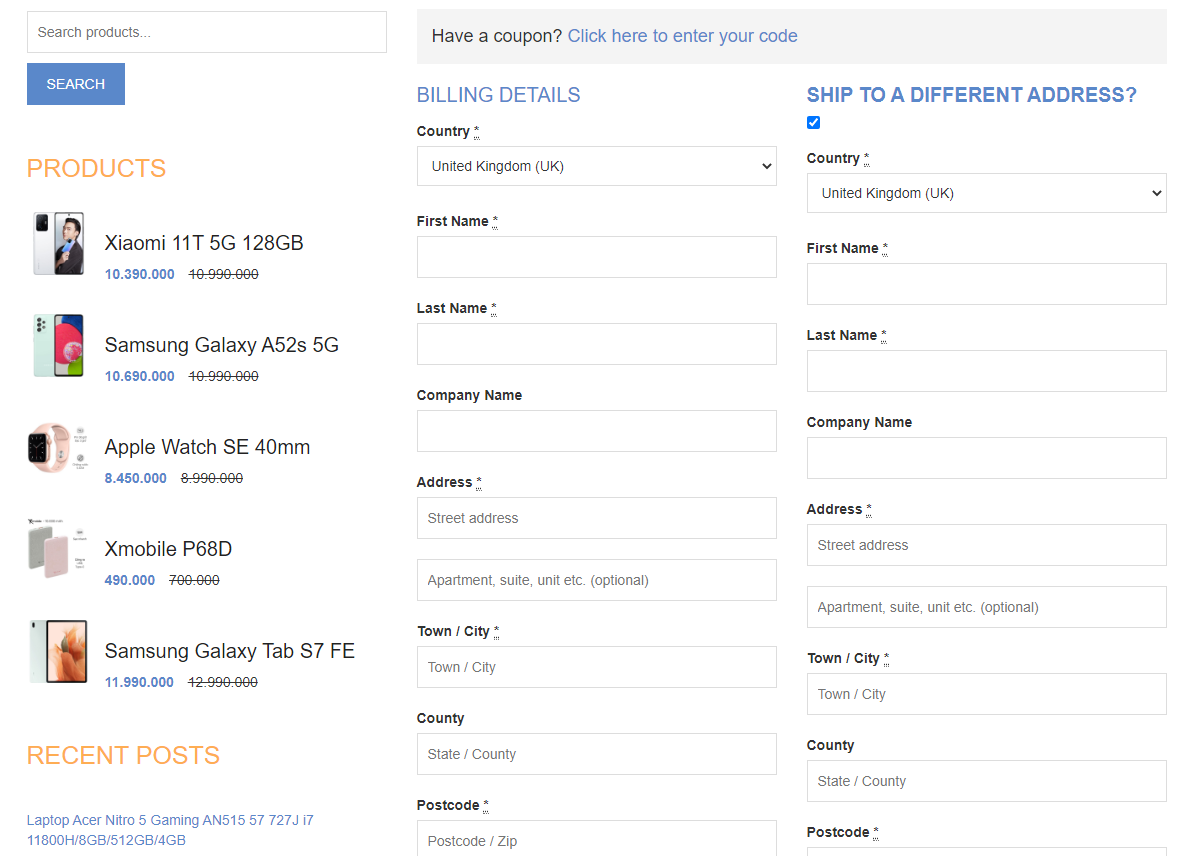 Search products...
SEARCH
PRODUCTS
Xiaomi 11T 5G 128GB
10.390.000 10.990.000
Samsung Galaxy A52s 5G
10.690.000 10.990.000
Apple Watch SE 40mm
8.450.000 8.990.000
Xmobile P68D
490.000 700.000
Samsung Galaxy Tab S7 FE
11.990.000 12.990.000
RECENT POSTS
Laptop Acer Nitro 5 Gaming AN515 57 727J i7
11800H/8GB/512GB/4GB
Have a coupon? Click here to enter your code
BILLING DETAILS
Country *
United Kingdom (UK)
First Name *
Last Name *
Company Name
Address *
Street address
Apartment, suite, unit etc. (optional)
Town / City *
Town / City
County
State / County
Postcode *
Postcode / Zip
SHIP TO A DIFFERENT ADDRESS?
Country *
United Kingdom (UK)
First Name *
Last Name *
Company Name
Address *
Street address
Apartment, suite, unit etc. (optional)
Town / City *
Town / City
County
State / County
Postcode *